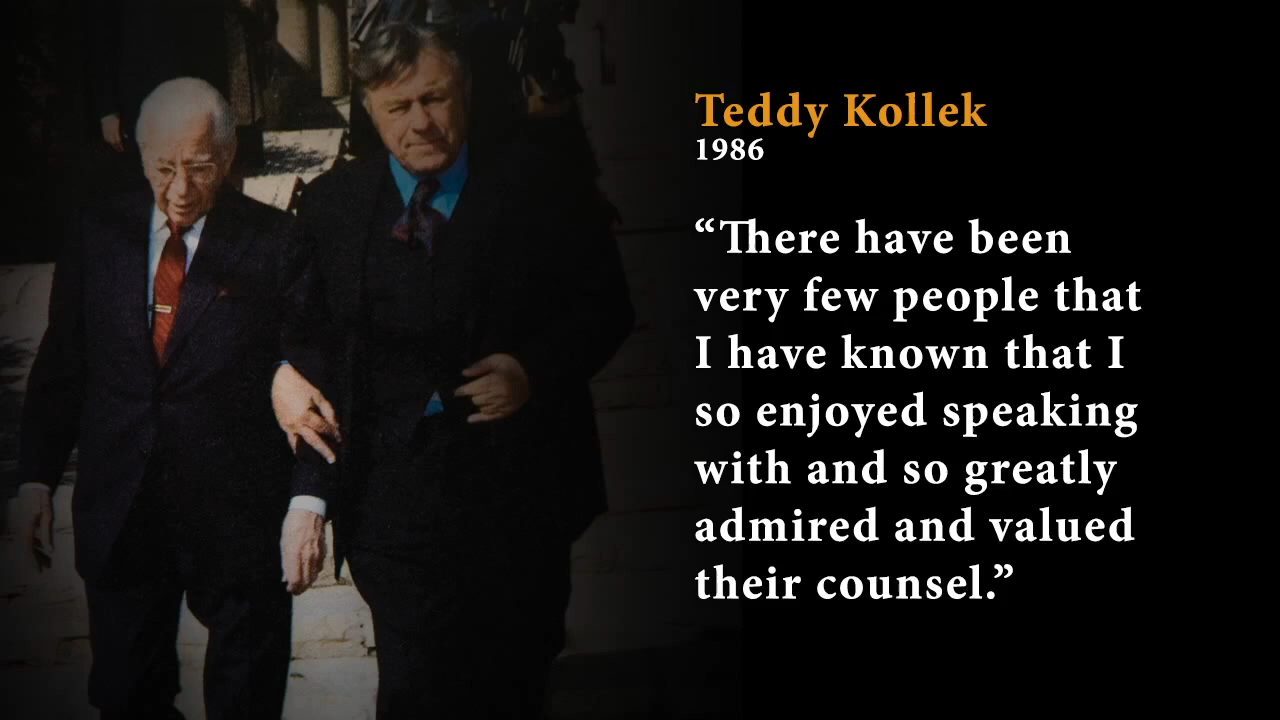 Teddy Kollek
1986
“There have been
very few people that
I have known that I
so enjoyed speaking
with and so greatly
admired and valued
their counsel.”